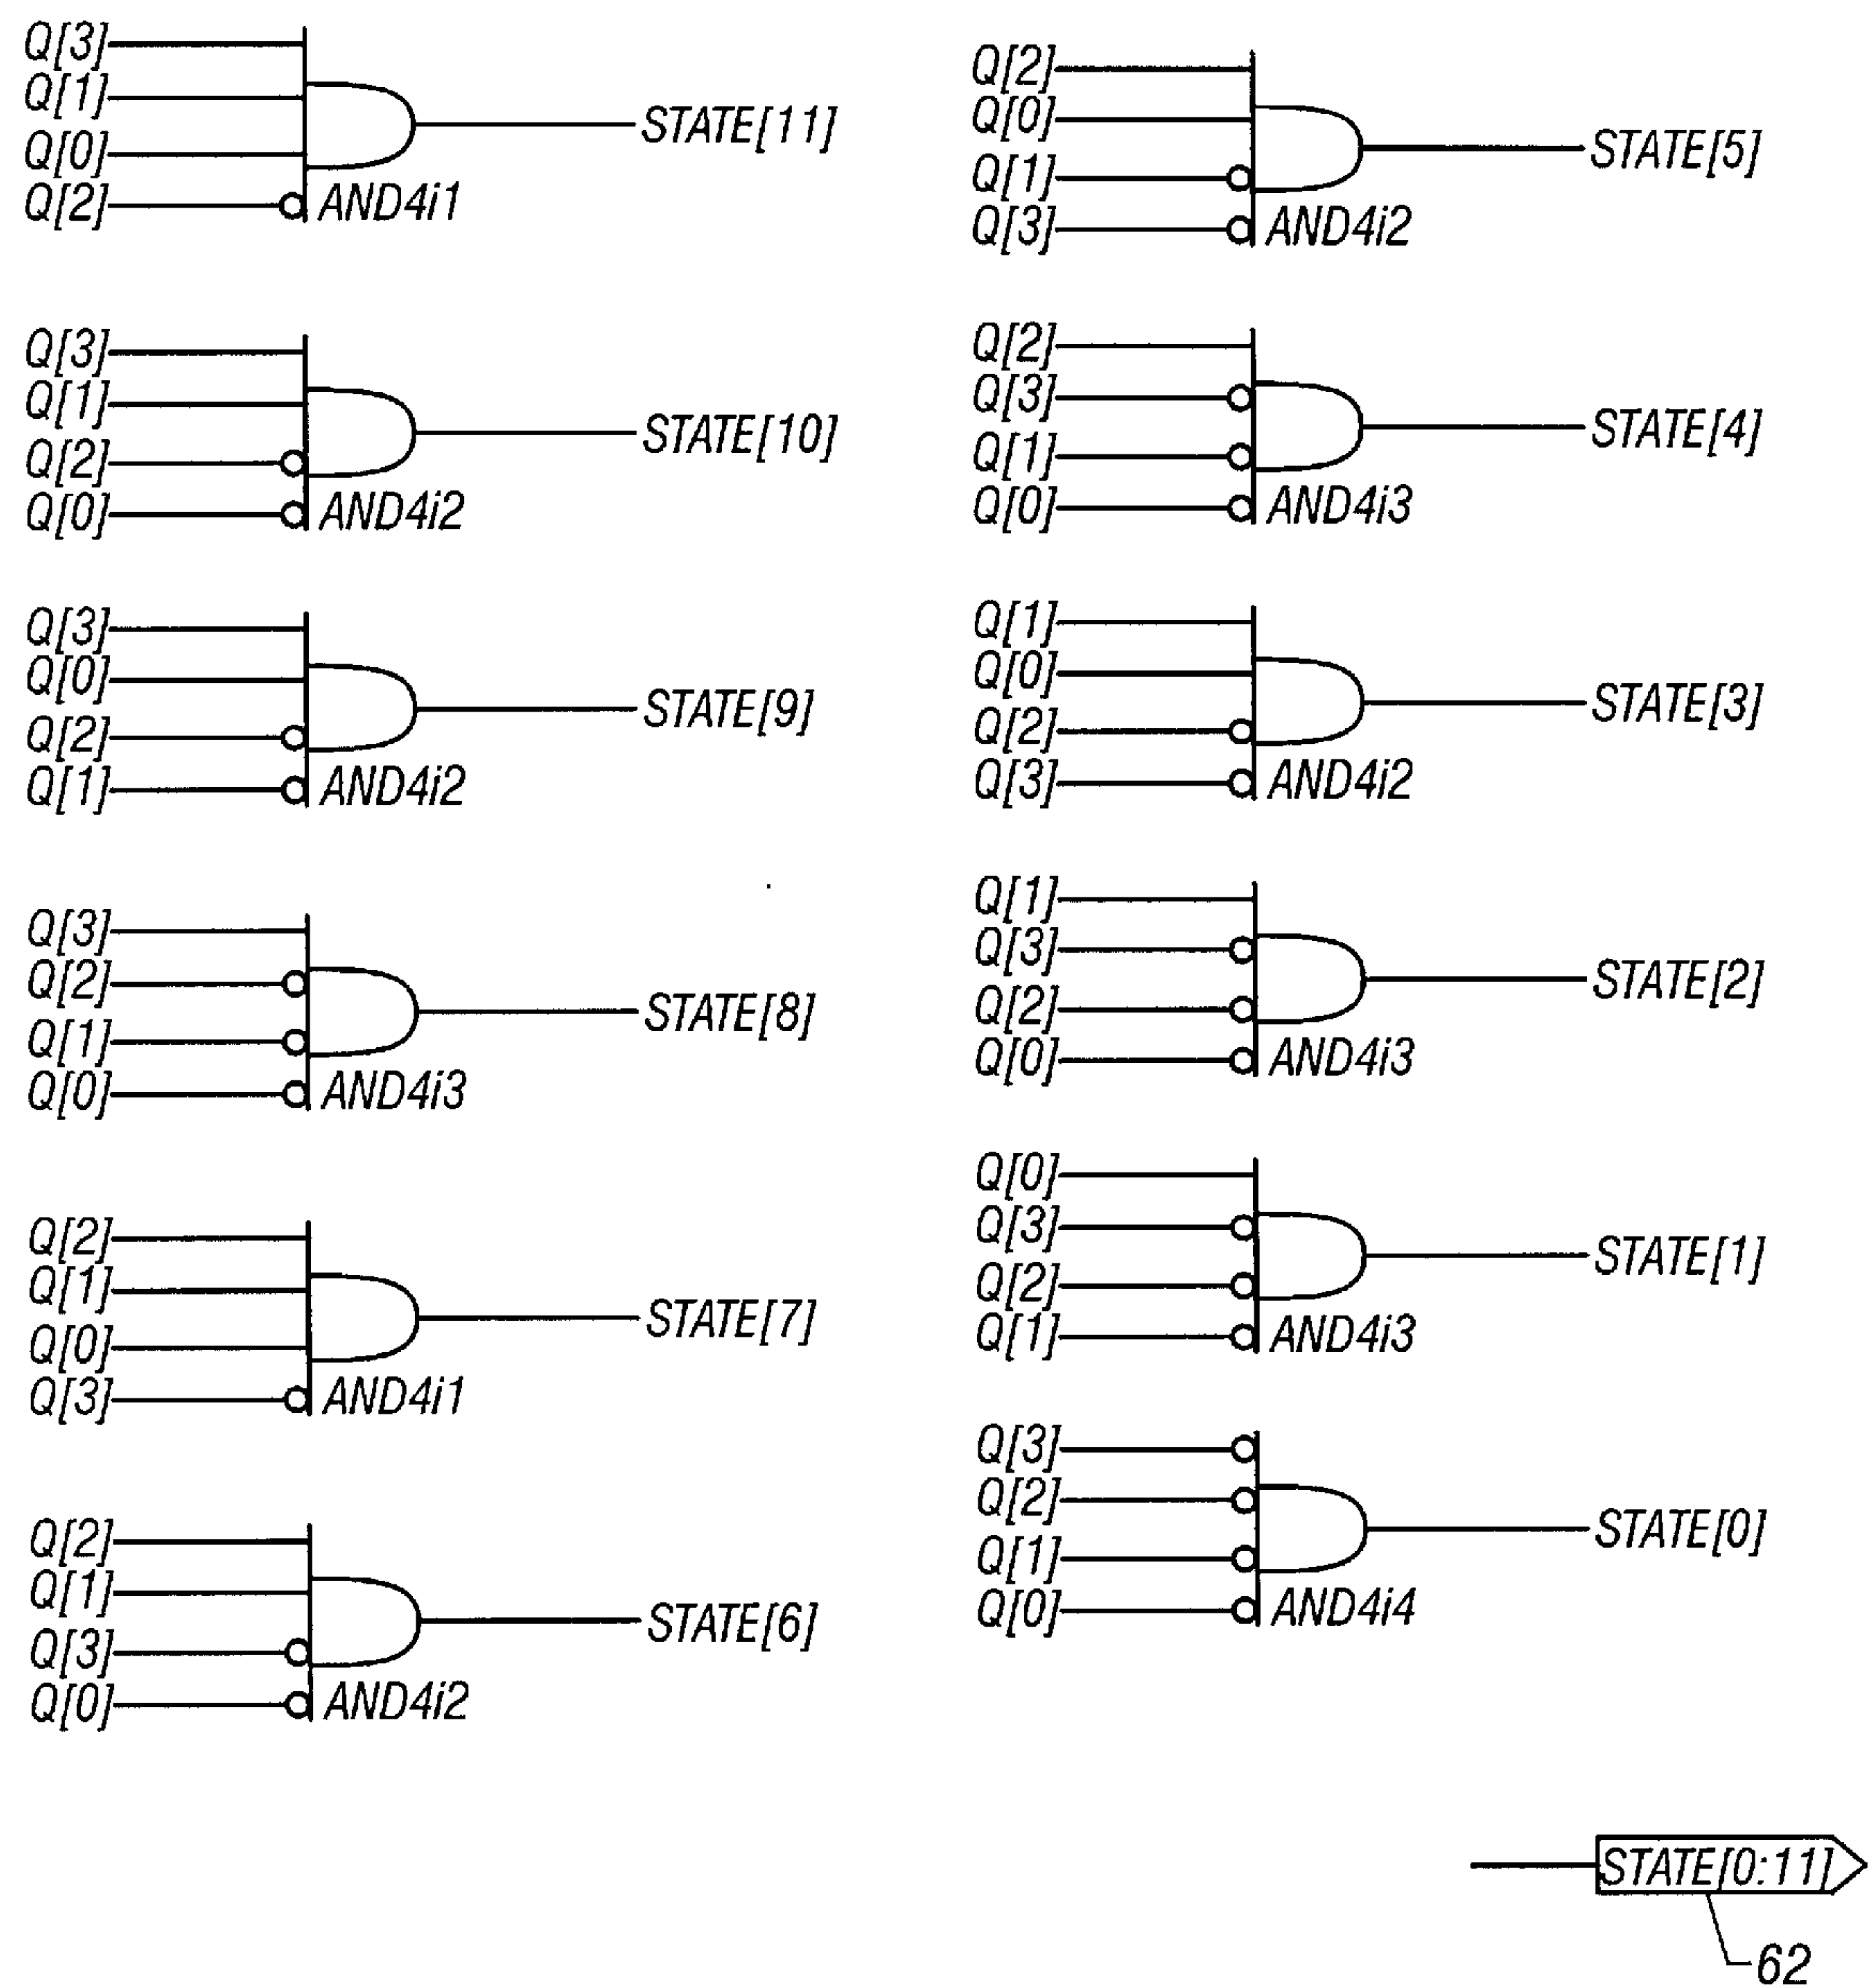 Q[3]
Q[1]
Q[0]
Q[2]
AND4i1
STATE[11]
Q[3]
Q[1]
Q[2]
Q[0]
AND4i2
STATE[10]
Q[3]
Q[0]
Q[2]
Q[1]
AND4i2
STATE[9]
Q[3]
Q[2]
Q[1]
Q[0]
AND4i3
STATE[8]
Q[2]
Q[1]
Q[0]
Q[3]
AND4i1
STATE[7]
Q[2]
Q[1]
Q[3]
Q[0]
AND4i2
STATE[6]
Q[2]
Q[0]
Q[1]
Q[3]
AND4i2
STATE[5]
Q[2]
Q[3]
Q[1]
Q[0]
AND4i3
STATE[4]
Q[1]
Q[0]
Q[2]
Q[3]
AND4i2
STATE[3]
Q[1]
Q[3]
Q[2]
Q[0]
AND4i3
STATE[2]
Q[0]
Q[3]
Q[2]
Q[1]
AND4i3
STATE[1]
Q[3]
Q[2]
Q[1]
Q[0]
AND4i4
STATE[0]
STATE[0:11]
62